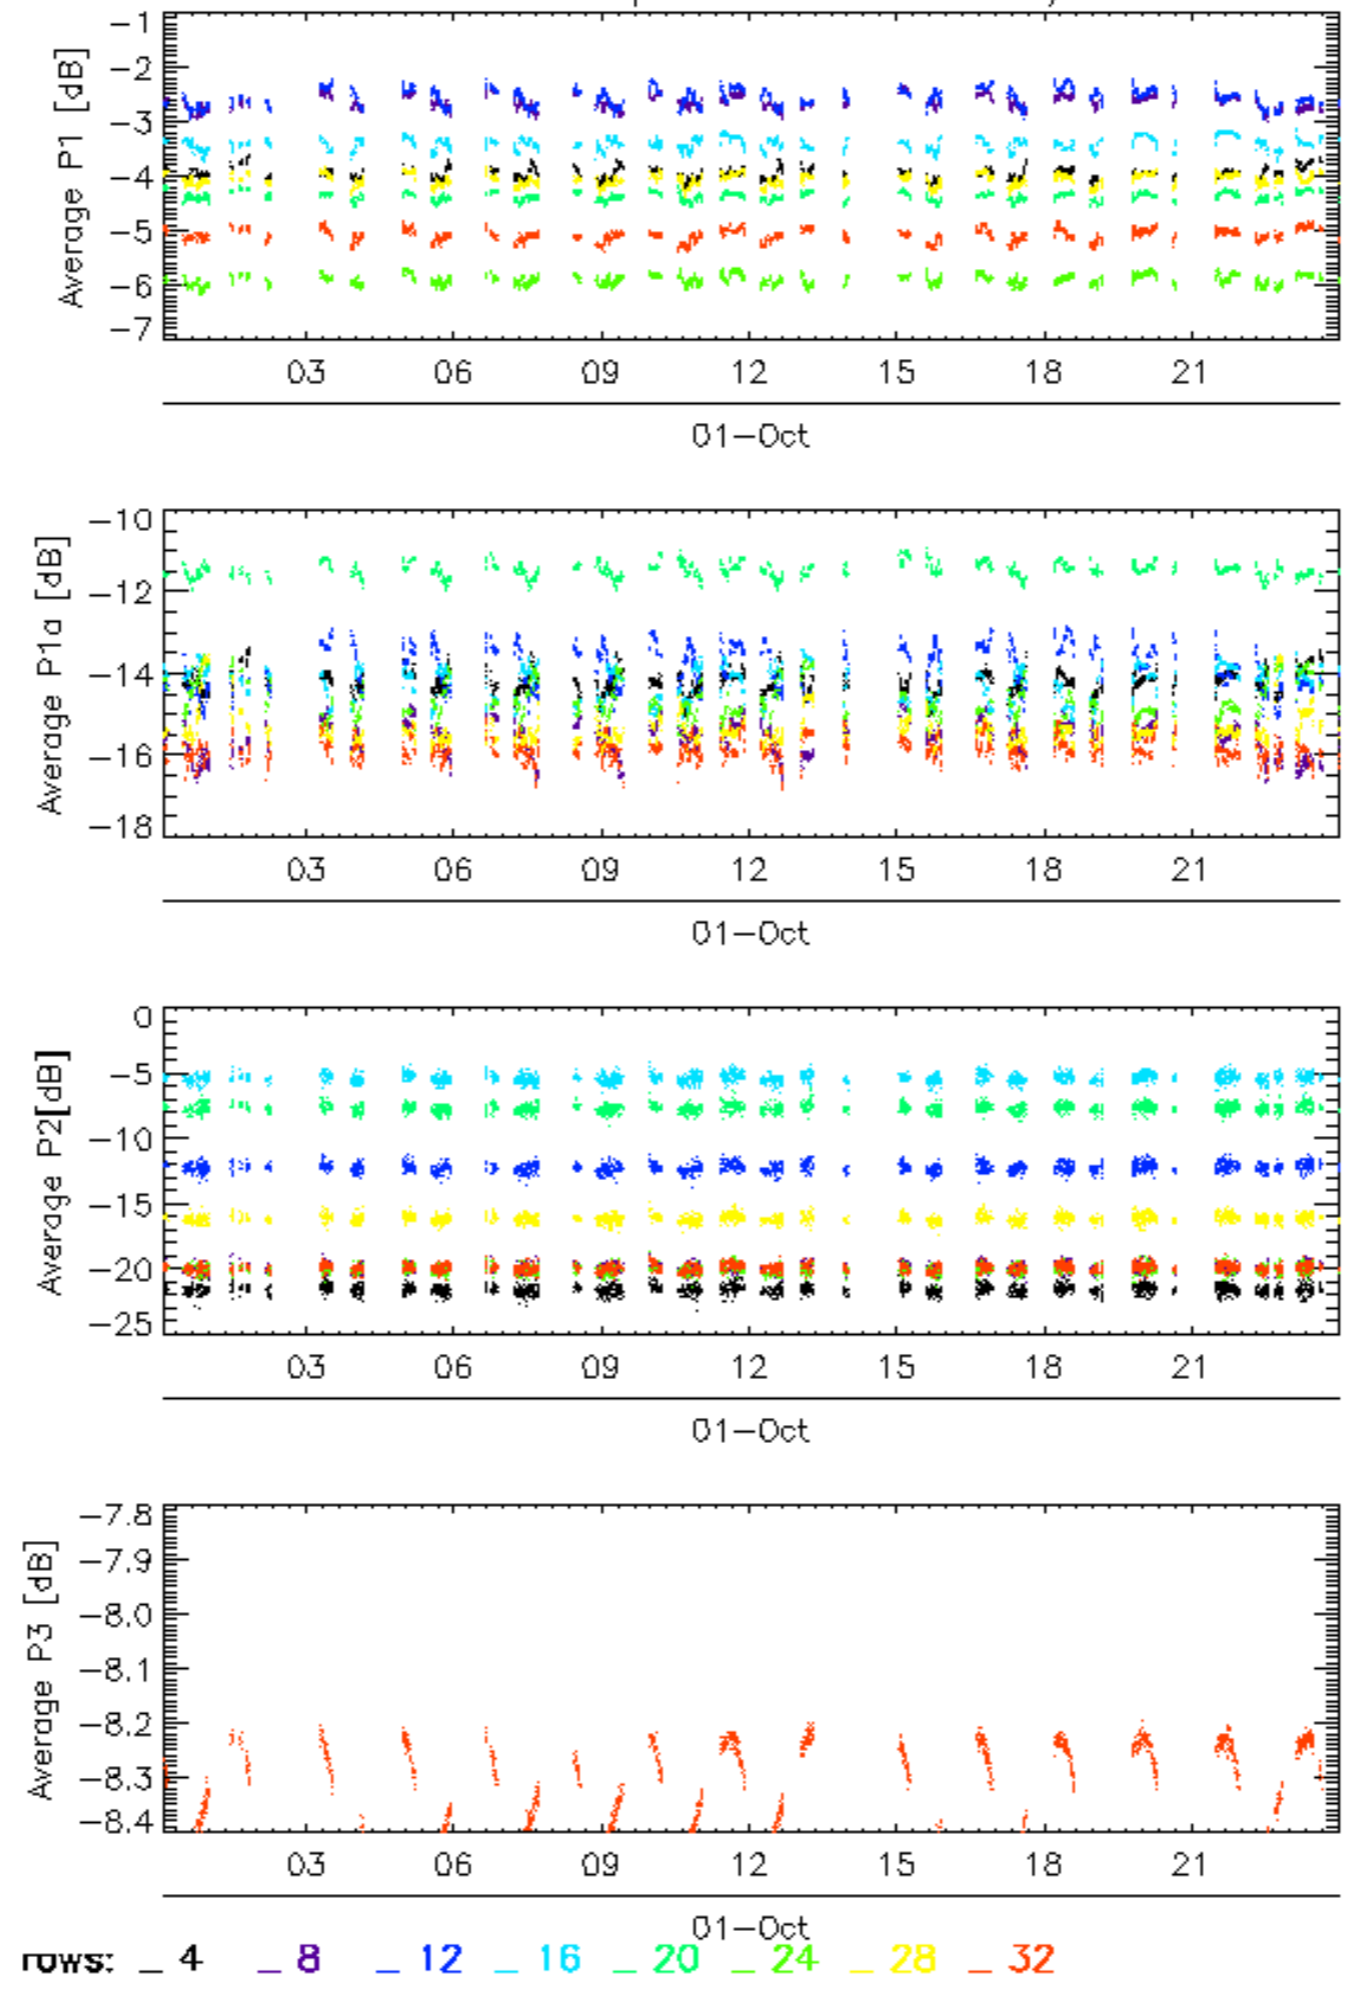 Average P1 [dB]
-1
-2
-3
-4
-5
-6
-7
03 06 09 12 15 18 21
01-Oct
Average P1a [dB]
-10
-12
-14
-16
-18
03 06 09 12 15 18 21
01-Oct
Average P2[dB]
0
-5
-10
-15
-20
-25
03 06 09 12 15 18 21
01-Oct
Average P3 [dB]
-7.8
-7.9
-8.0
-8.1
-8.2
-8.3
-8.4
03 06 09 12 15 18 21
01-Oct
rows: _ 4 _ 8 _ 12 _ 16 _ 20 _ 24 _ 28 _ 32